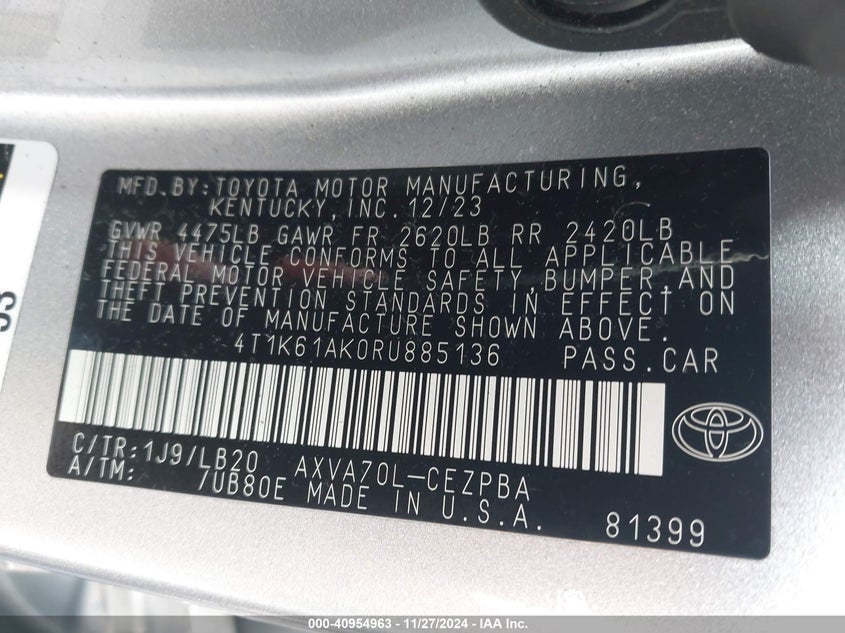 MFD.BY:TOYOTA MOTOR MANUFACTURING,
KENTUCKY,INC.12/23
GVWR 4475LB GAWR FR 2620LB RR 2420LB
THIS VEHICLE CONFORMS TO ALL APPLICABLE
FEDERAL MOTOR VEHICLE SAFETY,BUMPER,AND
THEFT PREVENTION STANDARDS IN EFFECT ON
THE DATE OF MANUFACTURE SHOWN ABOVE.
4T1K61AK0RU885136 PASS.CAR
C/TR:1J9/LB20 AXVA70L-CEZPBA
A/TM: /UB80E MADE IN U.S.A.
81399
000-40954963 - 11/27/2024 - IAA Inc.